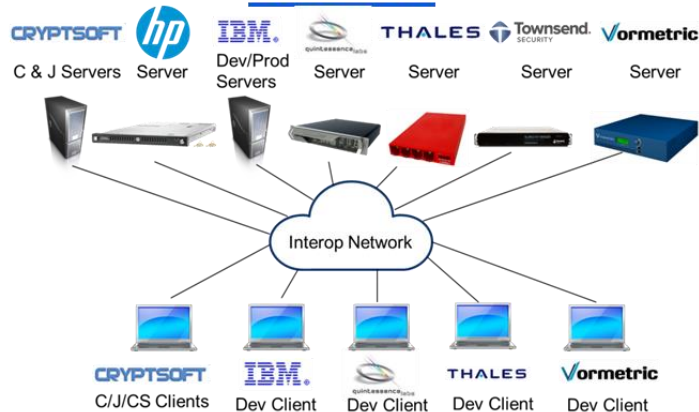 CRYPTSOFT
C & J Servers
hp
Server
IBM.
Dev/Prod
Servers
quintessencelabs
Server
THALES
Server
Townsend.
SECURITY
Server
Vormetric
Server
Interop Network
CRYPTSOFT
C/J/CS Clients
IBM.
Dev Client
quintessencelabs
Dev Client
THALES
Dev Client
Vormetric
Dev Client